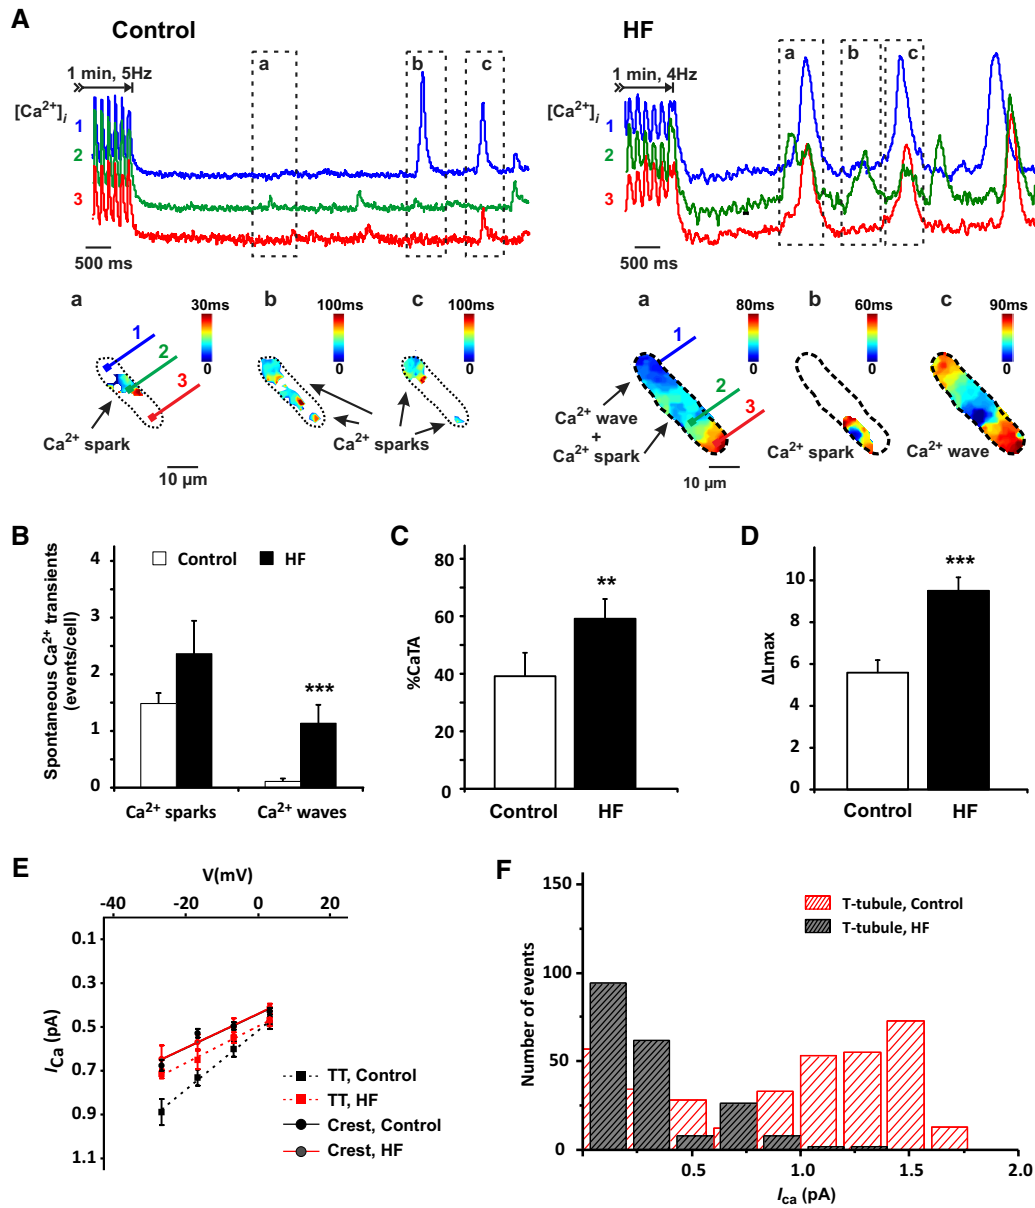 A
Control
HF
1 min, 5Hz
a
b
c
[Ca2+]i
1
2
3
500 ms
1 min, 4Hz
a
b
c
[Ca2+]i
1
2
3
500 ms
a
30ms
0
1
2
3
Ca2+ spark
10 µm
b
100ms
0
c
100ms
0
Ca2+ sparks
a
80ms
0
1
2
3
Ca2+ wave
+
Ca2+ spark
10 µm
b
60ms
0
Ca2+ spark
c
90ms
0
Ca2+ wave
B
Spontaneous Ca2+ transients
(events/cell)
4
3
2
1
0
Control
HF
***
Ca2+ sparks
Ca2+ waves
C
%CaTA
80
60
40
20
0
**
Control
HF
D
ΔLmax
10
8
6
4
2
0
***
Control
HF
E
V(mV)
-40
-20
0
20
ICa (pA)
0.1
0.3
0.5
0.7
0.9
1.1
TT, Control
TT, HF
Crest, Control
Crest, HF
F
Number of events
150
100
50
0
T-tubule, Control
T-tubule, HF
0.5
1.0
1.5
2.0
Ica (pA)